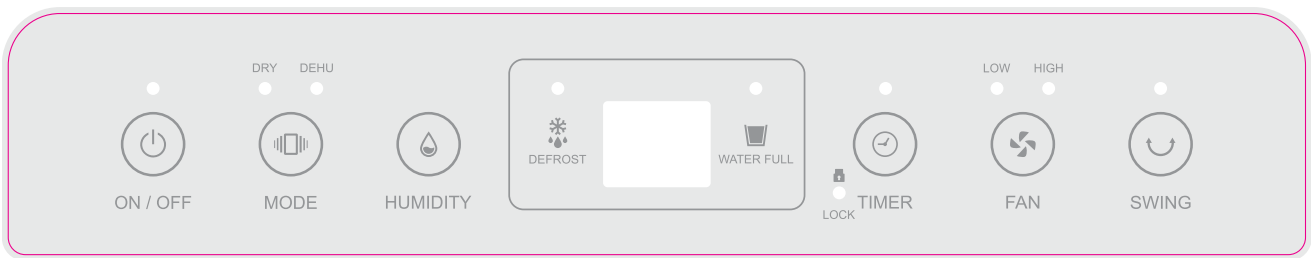 DRY DEHU
LOW HIGH
DEFROST
WATER FULL
LOCK
ON / OFF
MODE
HUMIDITY
TIMER
FAN
SWING